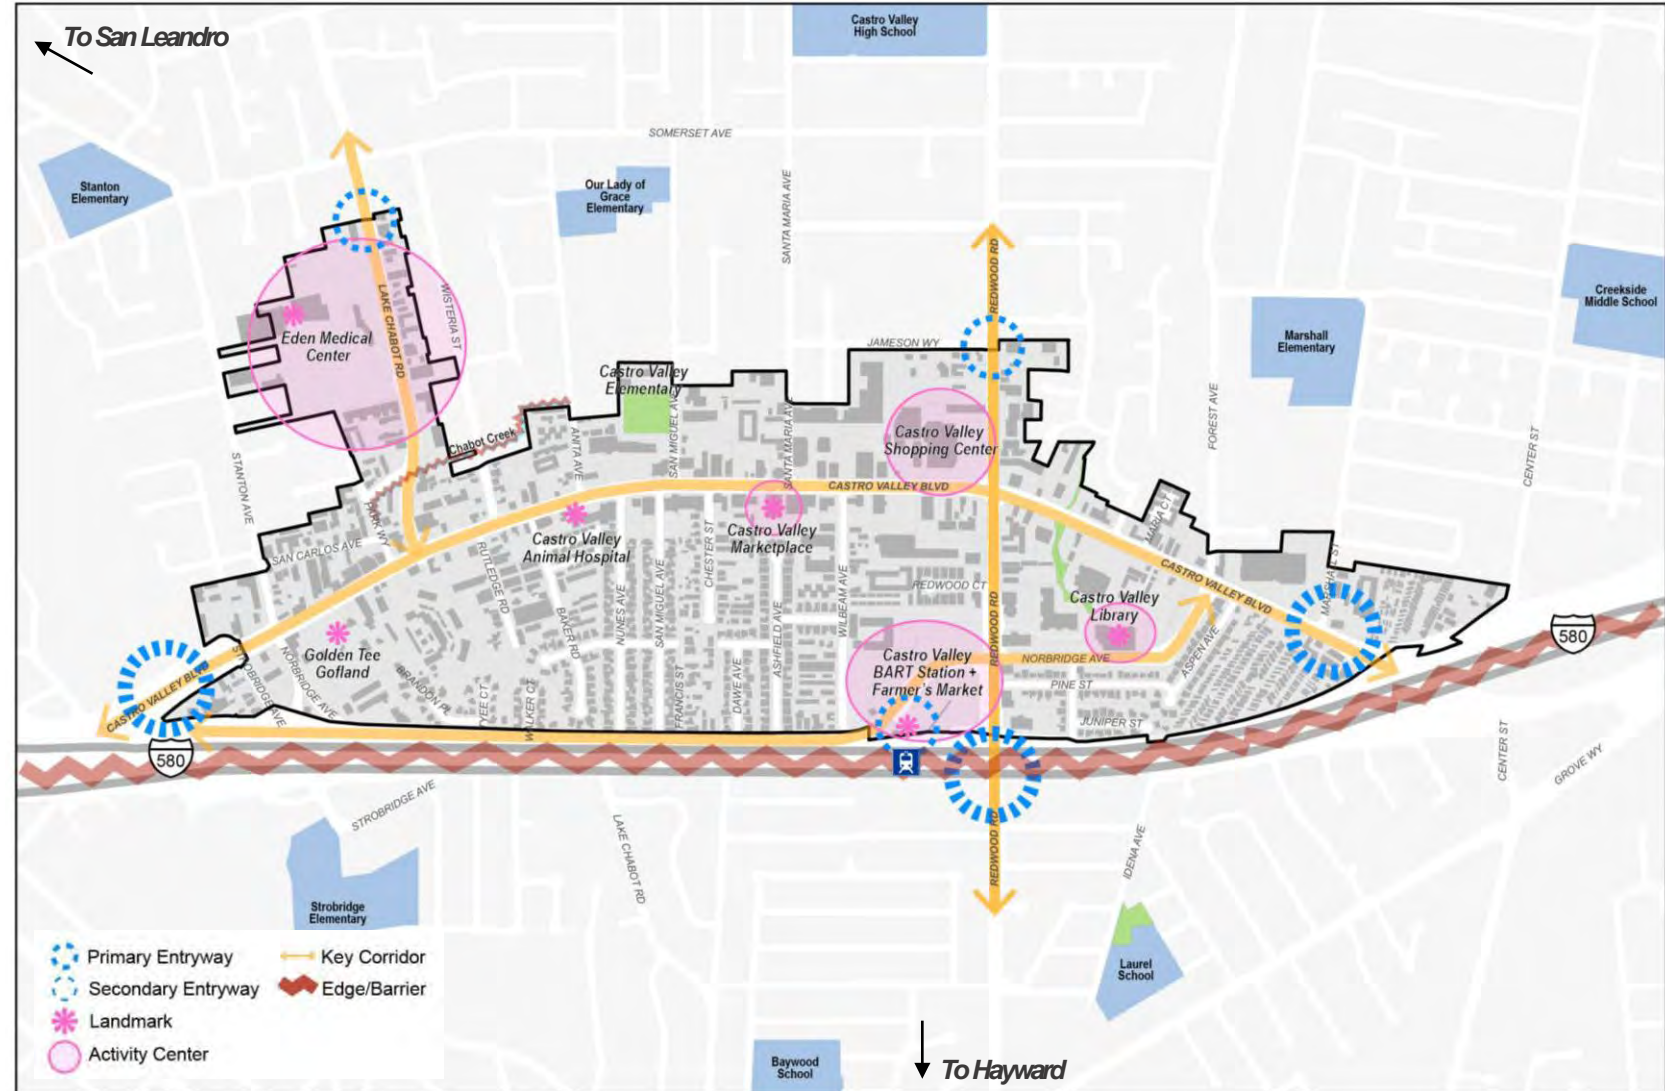 To San Leandro
Castro Valley
High School
SOMERSET AVE
Stanton
Elementary
Our Lady of
Grace
Elementary
SANTA MARIA AVE
REDWOOD RD
Creekside
Middle School
WISTERIA ST
LAKE CHABOT RD
Eden Medical
Center
JAMESON WY
Marshall
Elementary
Castro Valley
Elementary
FOREST AVE
SAN MIGUEL AVE
SANTA MARIA AVE
Castro Valley
Shopping Center
Chabot Creek
ANITA AVE
CENTER ST
STANTON AVE
CASTRO VALLEY BLVD
PARK WY
MARIA CT
SAN CARLOS AVE
Castro Valley
Animal Hospital
Castro Valley
Marketplace
CHESTER ST
RUTLEDGE RD
NUNES AVE
SAN MIGUEL AVE
WILBEAM AVE
REDWOOD CT
CASTRO VALLEY BLVD
MARSHALL ST
Castro Valley
Library
BAKER RD
ASHFIELD AVE
REDWOOD RD
580
Golden Tee
Gofland
STROBRIDGE AVE
NORBRIDGE AVE
BRANDON PL
CASTRO VALLEY BLVD
Castro Valley
BART Station +
Farmer's Market
NORBRIDGE AVE
ASPEN AVE
PINE ST
YEE CT
WALKER CT
FRANCIS ST
DAWE AVE
JUNIPER ST
580
CENTER ST
GROVE WY
STROBRIDGE AVE
LAKE CHABOT RD
REDWOOD RD
IDENA AVE
Strobridge
Elementary
Laurel
School
Primary Entryway
Key Corridor
Secondary Entryway
Edge/Barrier
Landmark
Activity Center
Baywood
School
To Hayward